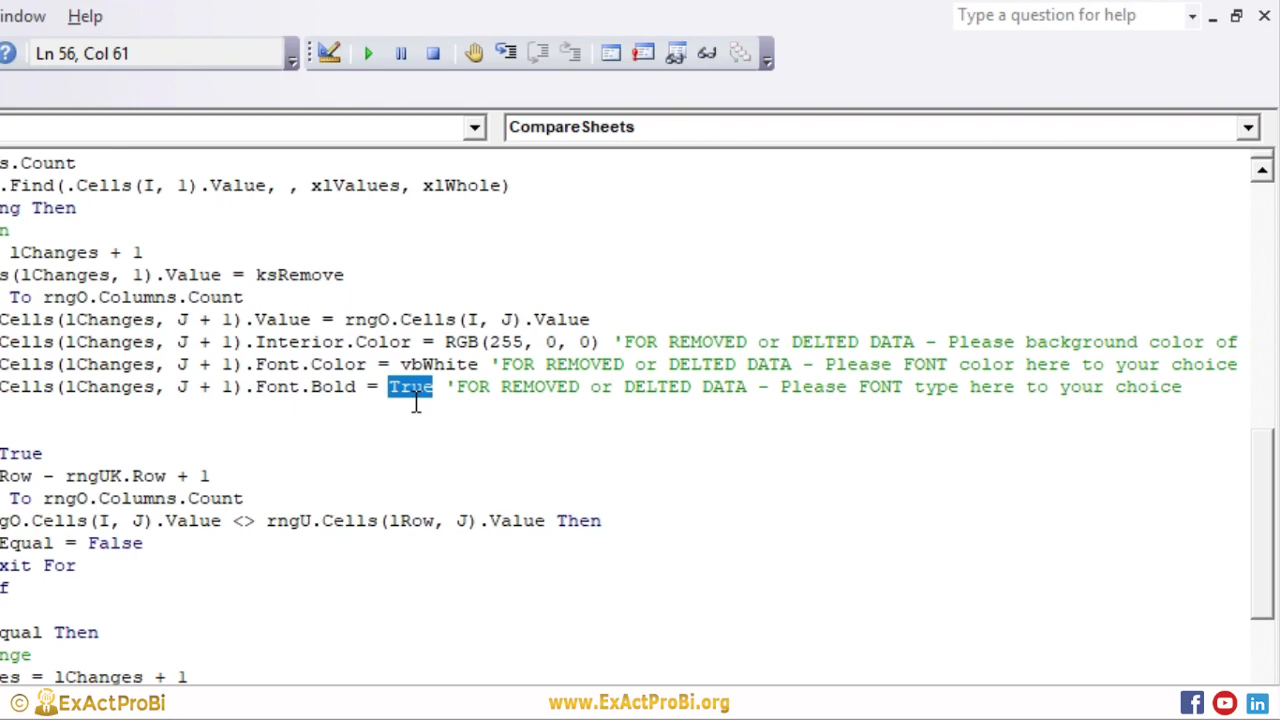 indow Help Type a question for help
Ln 56, Col 61
CompareSheets
s.Count
.Find(.Cells(I, 1).Value, , xlValues, xlWhole)
ng Then
n
lChanges + 1
s(lChanges, 1).Value = ksRemove
To rngO.Columns.Count
Cells(lChanges, J + 1).Value = rngO.Cells(I, J).Value
Cells(lChanges, J + 1).Interior.Color = RGB(255, 0, 0) 'FOR REMOVED or DELTED DATA - Please background color of
Cells(lChanges, J + 1).Font.Color = vbWhite 'FOR REMOVED or DELTED DATA - Please FONT color here to your choice
Cells(lChanges, J + 1).Font.Bold = True 'FOR REMOVED or DELTED DATA - Please FONT type here to your choice
True
Row - rngUK.Row + 1
To rngO.Columns.Count
gO.Cells(I, J).Value <> rngU.Cells(lRow, J).Value Then
Equal = False
xit For
f
qual Then
nge
es = lChanges + 1
© ExActProBi www.ExActProBi.org